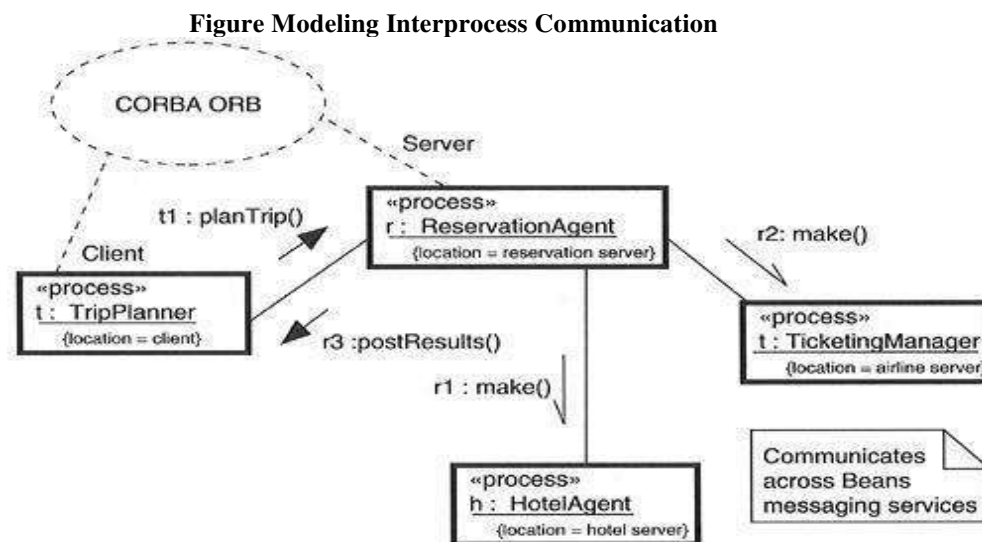 Figure Modeling Interprocess Communication
CORBA ORB
Server
«process»
r : ReservationAgent
{location = reservation server}
t1 : planTrip()
r2: make()
Client
«process»
t : TripPlanner
{location = client}
r3 :postResults()
«process»
t : TicketingManager
{location = airline server}
r1 : make()
Communicates
across Beans
messaging services
«process»
h : HotelAgent
{location = hotel server}